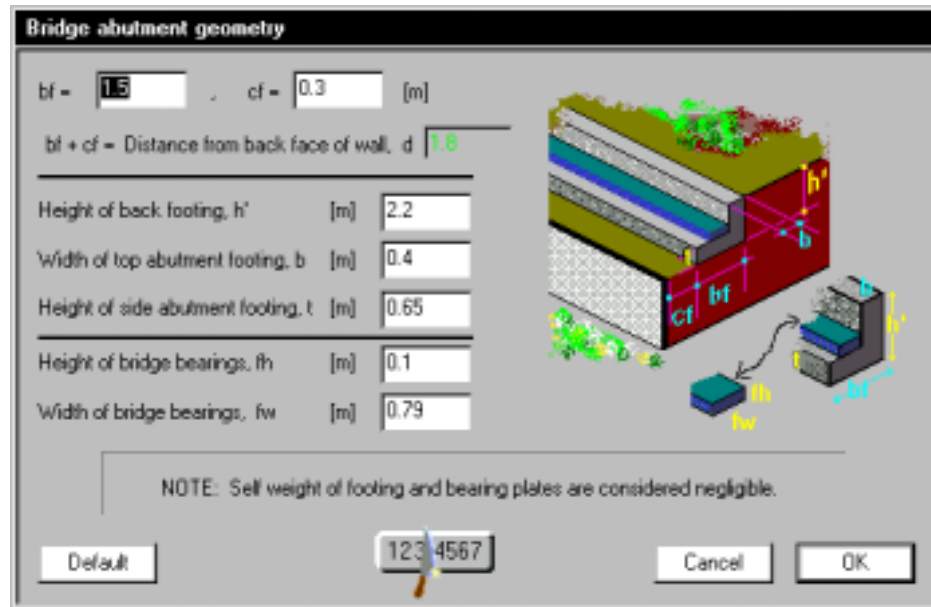 Bridge abutment geometry
bf = 1.5 , cf = 0.3 [m]
bf + cf = Distance from back face of wall, d 1.8
Height of back footing, h' [m] 2.2
Width of top abutment footing, b [m] 0.4
Height of side abutment footing, t [m] 0.65
Height of bridge bearings, fh [m] 0.1
Width of bridge bearings, fw [m] 0.79
h'
b
t
bf
cf
b
h'
t
bf
fh
fw
NOTE: Self weight of footing and bearing plates are considered negligible.
Default 123 4567 Cancel OK